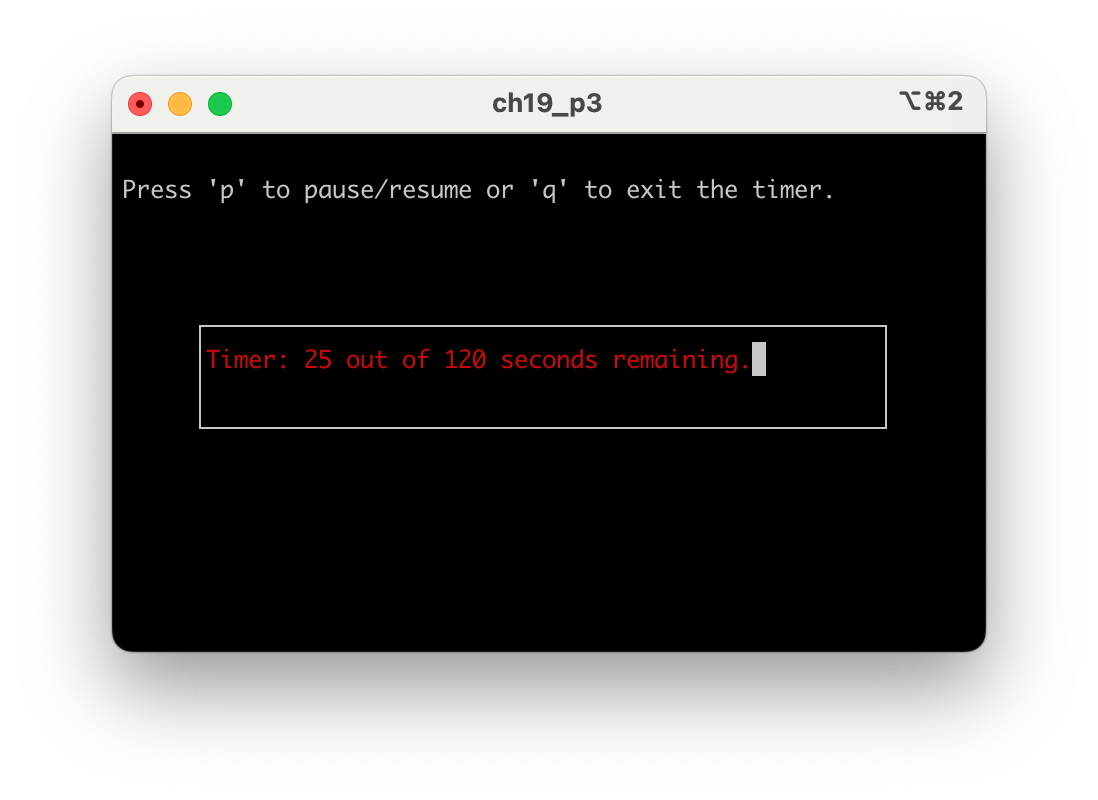 ch19_p3
⌥⌘2
Press 'p' to pause/resume or 'q' to exit the timer.
Timer: 25 out of 120 seconds remaining.